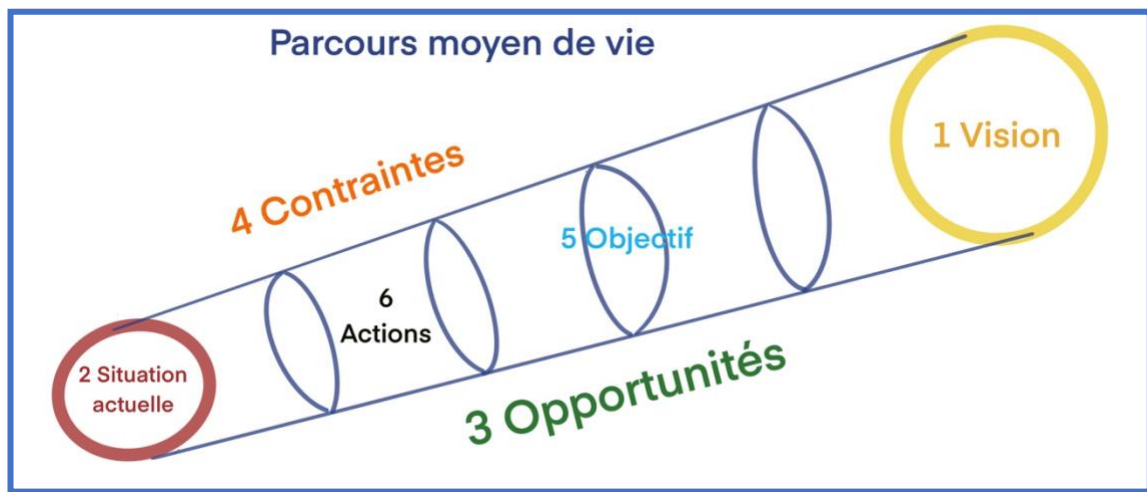 Parcours moyen de vie
1 Vision
4 Contraintes
5 Objectif
6
Actions
2 Situation
actuelle
3 Opportunités